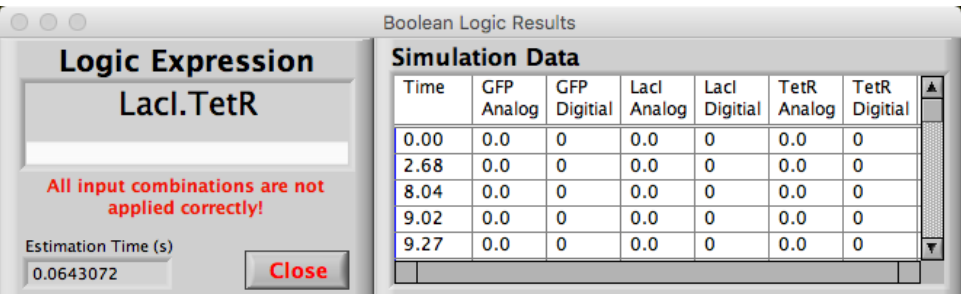 Boolean Logic Results
Logic Expression
LacI.TetR
All input combinations are not
applied correctly!
Estimation Time (s)
0.0643072
Close
Simulation Data
Time GFP Analog GFP Digitial LacI Analog LacI Digitial TetR Analog TetR Digitial
0.00 0.0 0 0.0 0 0.0 0
2.68 0.0 0 0.0 0 0.0 0
8.04 0.0 0 0.0 0 0.0 0
9.02 0.0 0 0.0 0 0.0 0
9.27 0.0 0 0.0 0 0.0 0